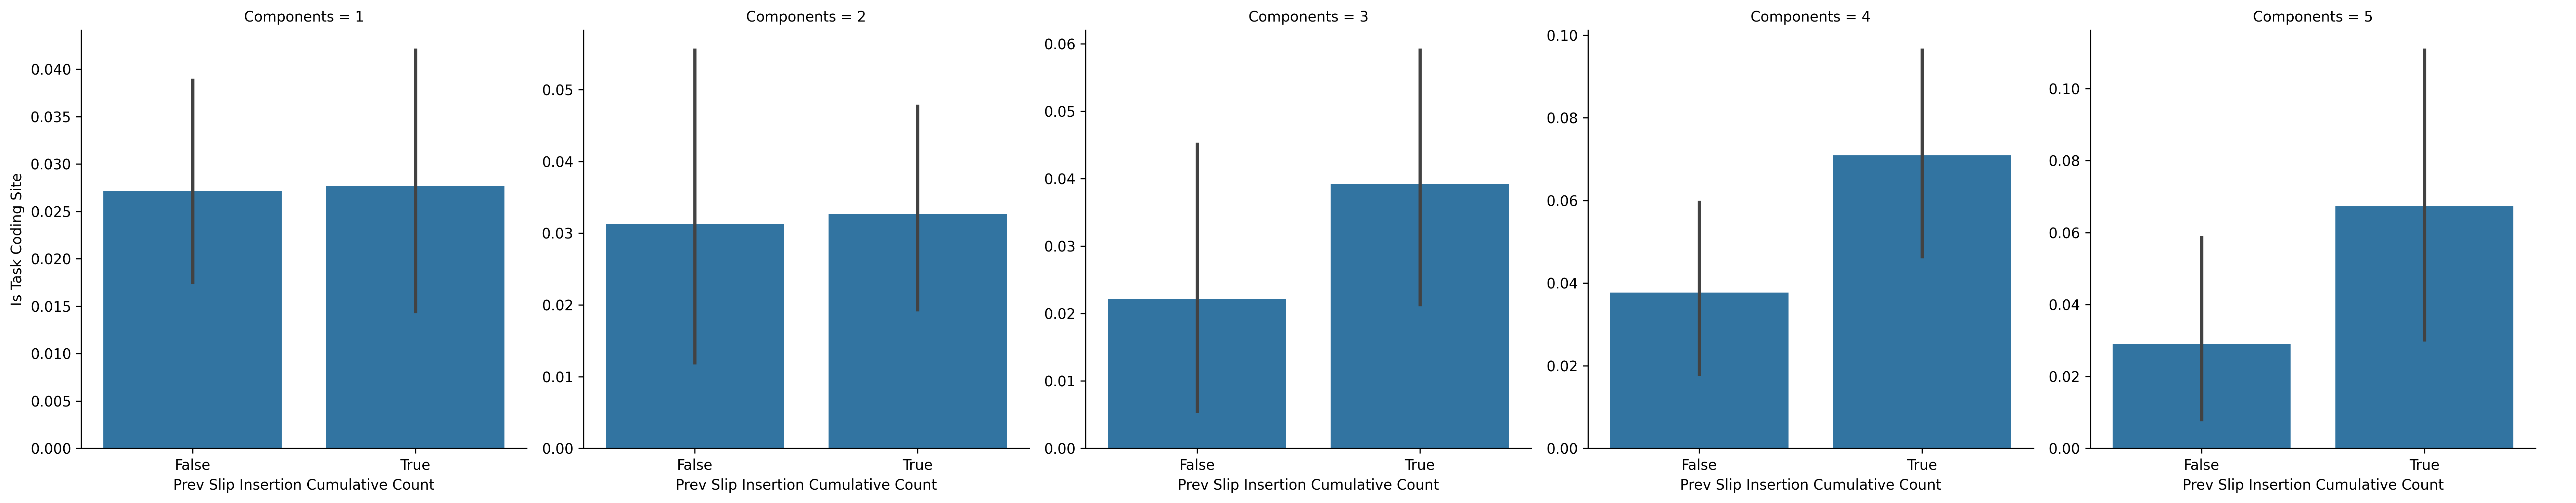 Components = 1
Components = 2
Components = 3
Components = 4
Components = 5
Is Task Coding Site
0.040
0.035
0.030
0.025
0.020
0.015
0.010
0.005
0.000
False
True
Prev Slip Insertion Cumulative Count
0.05
0.04
0.03
0.02
0.01
0.00
False
True
Prev Slip Insertion Cumulative Count
0.06
0.05
0.04
0.03
0.02
0.01
0.00
False
True
Prev Slip Insertion Cumulative Count
0.10
0.08
0.06
0.04
0.02
0.00
False
True
Prev Slip Insertion Cumulative Count
0.10
0.08
0.06
0.04
0.02
0.00
False
True
Prev Slip Insertion Cumulative Count